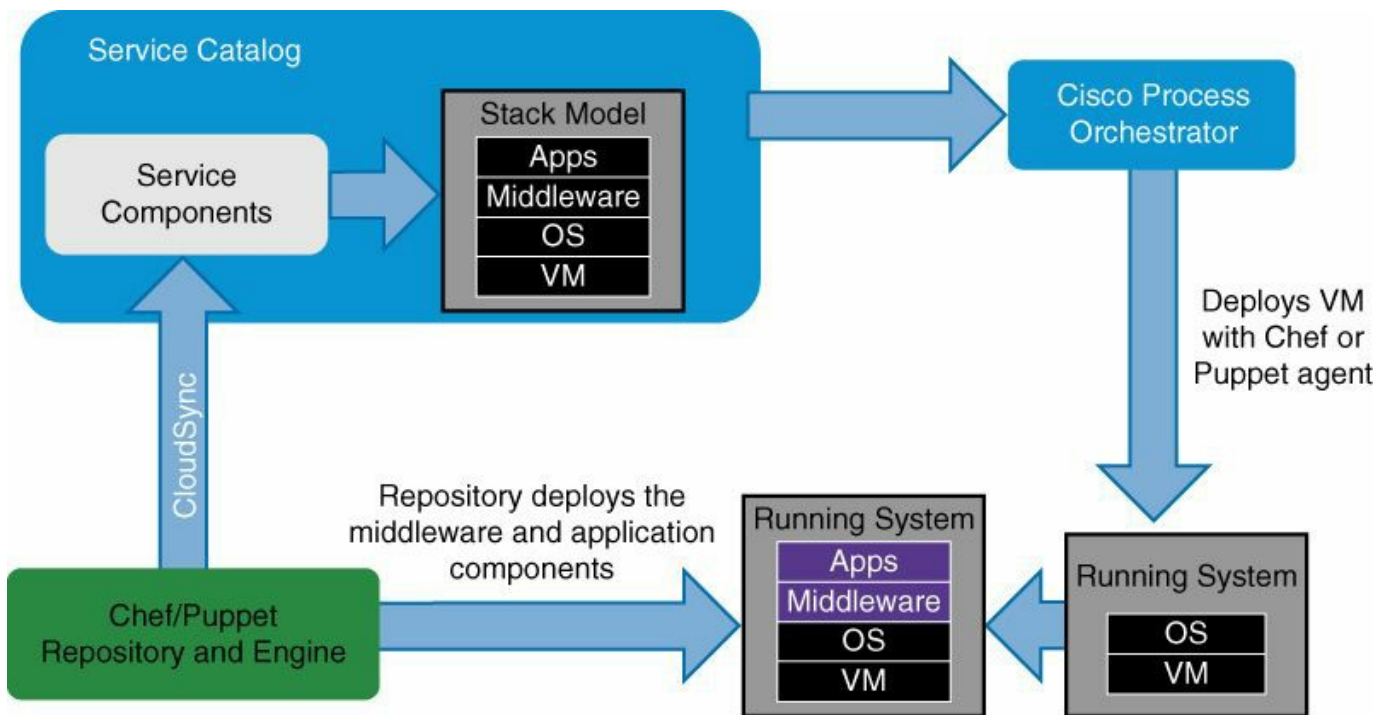 Service Catalog
Service
Components
Stack Model
Apps
Middleware
OS
VM
Cisco Process
Orchestrator
Deploys VM
with Chef or
Puppet agent
CloudSync
Repository deploys the
middleware and application
components
Chef/Puppet
Repository and Engine
Running System
Apps
Middleware
OS
VM
Running System
OS
VM